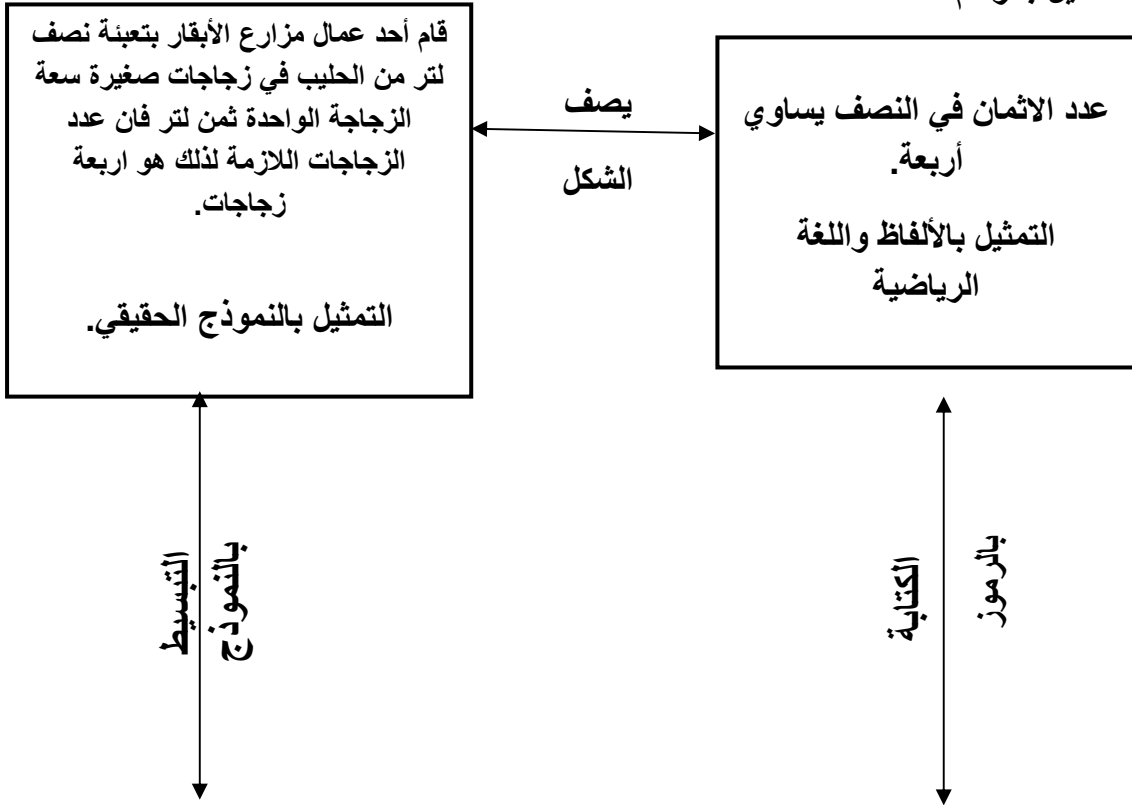 عدد الاثمان في النصف يساوي
أربعة.
التمثيل بالألفاظ واللغة
الرياضية
يصف
الشكل
قام أحد عمال مزارع الأبقار بتعبئة نصف
لتر من الحليب في زجاجات صغيرة سعة
الزجاجة الواحدة ثمن لتر فان عدد
الزجاجات اللازمة لذلك هو اربعة
زجاجات.
التمثيل بالنموذج الحقيقي.
بالرموز
الكتابة
بالنموذج
التبسيط